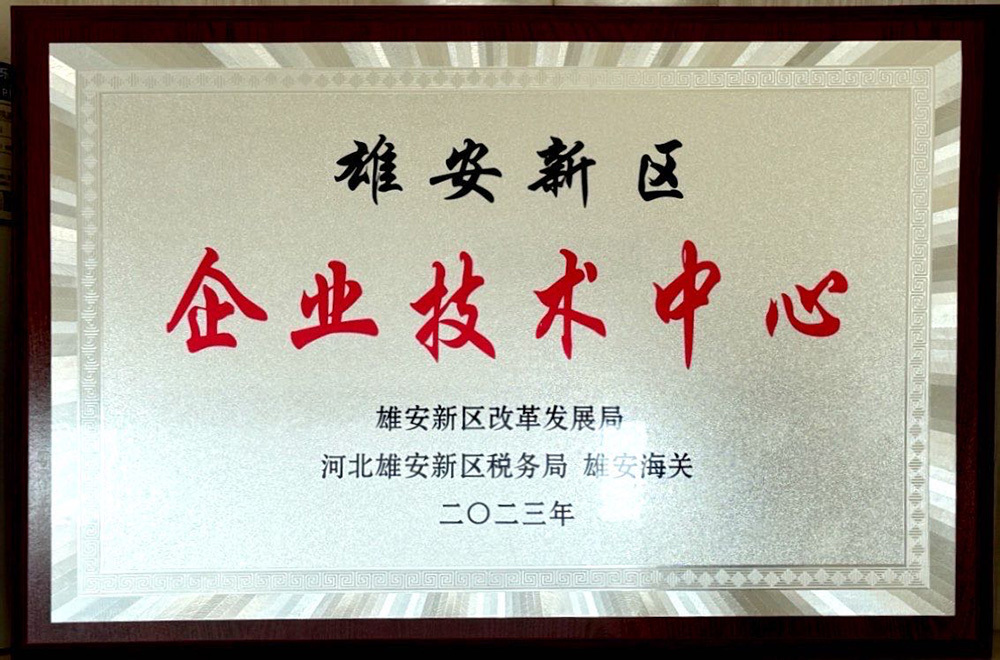 雄安新区
企业技术中心
雄安新区改革发展局
河北雄安新区税务局 雄安海关
二〇二三年